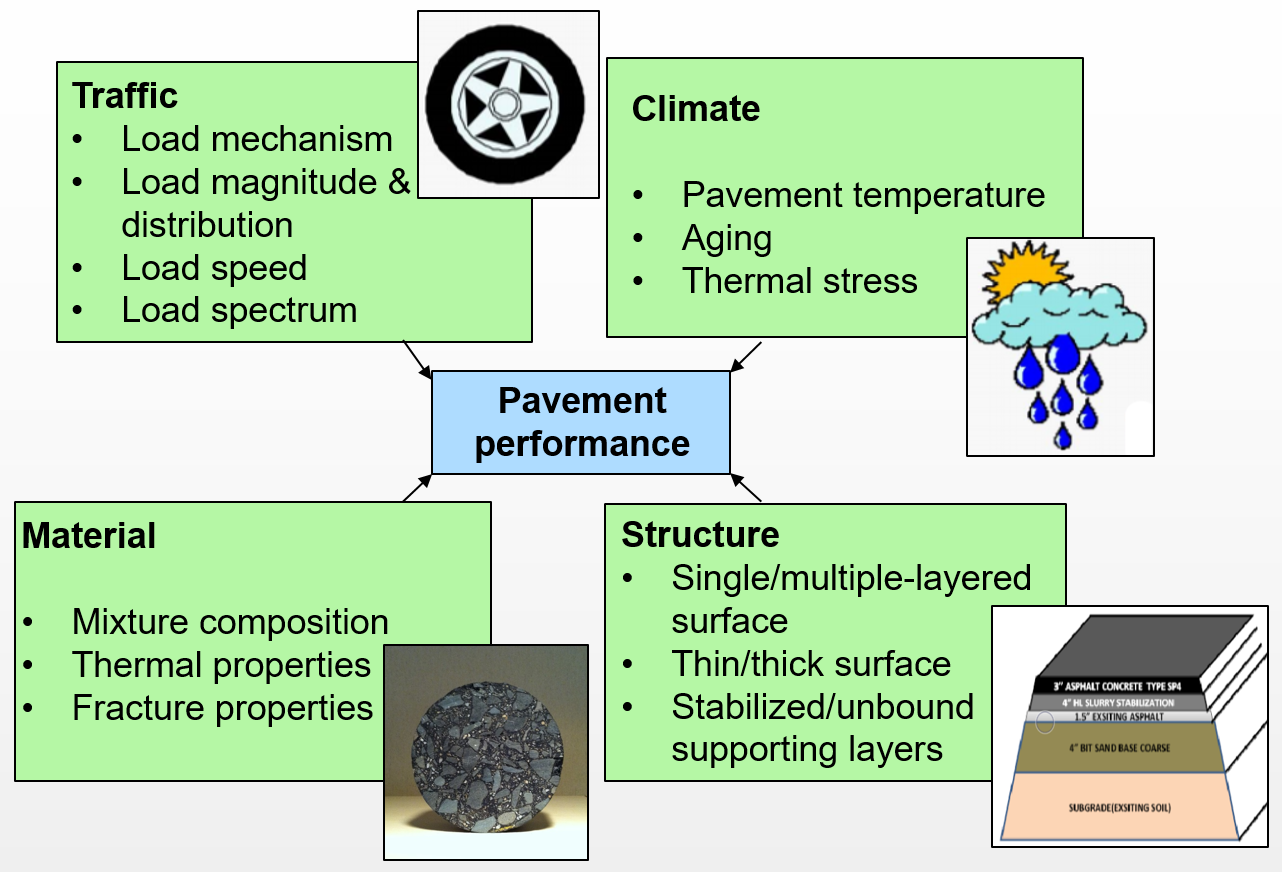 Traffic
• Load mechanism
• Load magnitude &
distribution
• Load speed
• Load spectrum
Climate
• Pavement temperature
• Aging
• Thermal stress
Pavement
performance
Material
• Mixture composition
• Thermal properties
• Fracture properties
Structure
• Single/multiple-layered
surface
• Thin/thick surface
• Stabilized/unbound
supporting layers
3" ASPHALT CONCRETE TYPE SP4
4" HL SLURRY STABILIZATION
1.5" EXSITING ASPHALT
4" BIT SAND BASE COARSE
SUBGRADE(EXSITING SOIL)